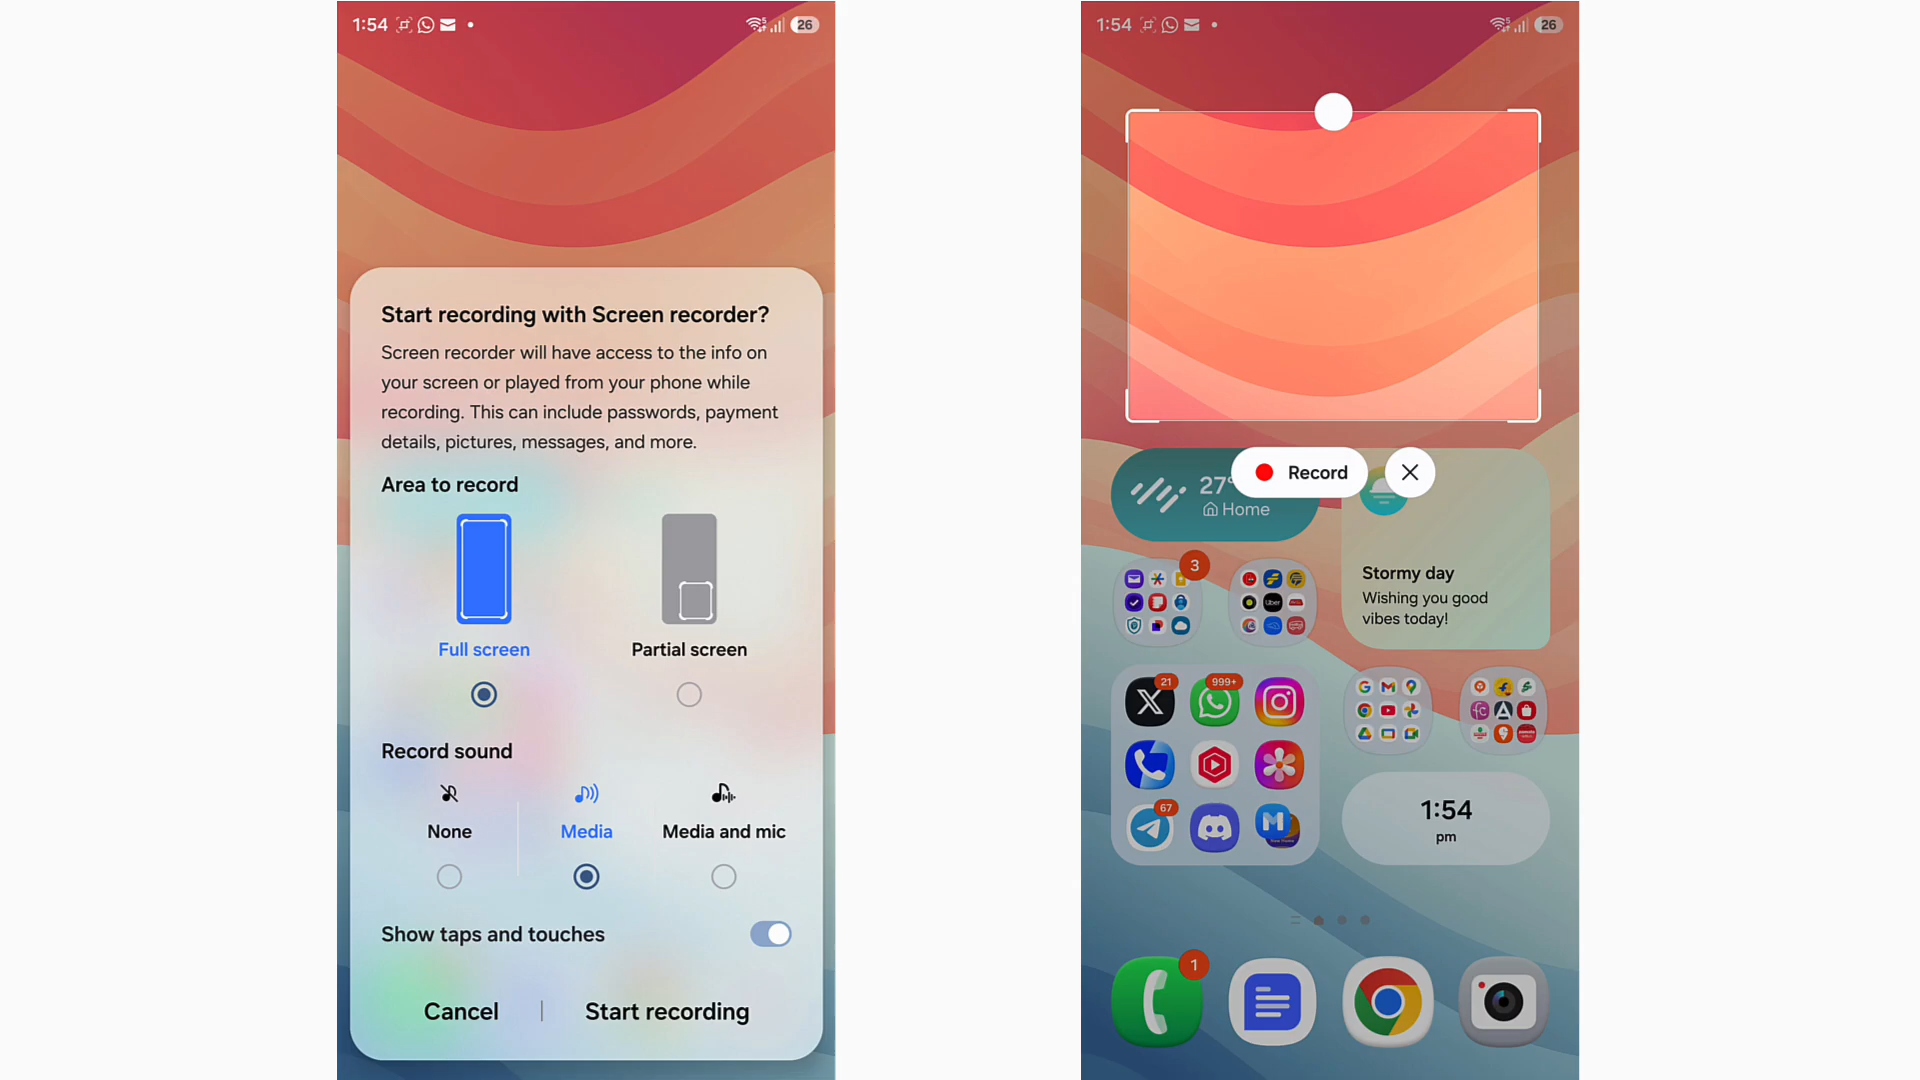 1:54
26
Start recording with Screen recorder?
Screen recorder will have access to the info on
your screen or played from your phone while
recording. This can include passwords, payment
details, pictures, messages, and more.
Area to record
Full screen
Partial screen
Record sound
None
Media
Media and mic
Show taps and touches
Cancel
Start recording
1:54
26
Record
27°
Home
Stormy day
Wishing you good
vibes today!
3
Uber
21
999+
67
1:54
pm
1